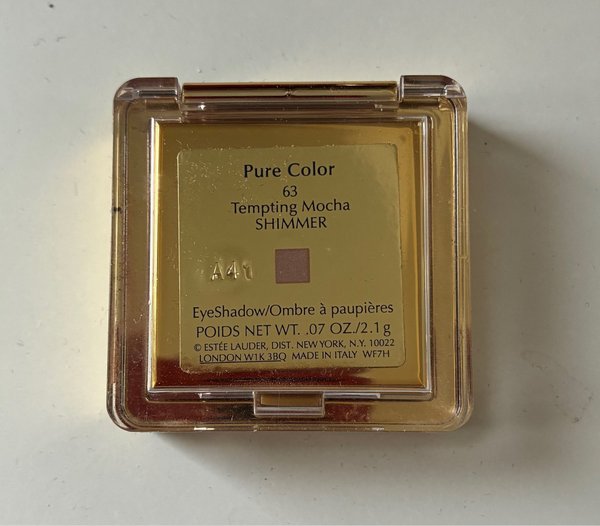 Pure Color
63
Tempting Mocha
SHIMMER
A41
EyeShadow/Ombre à paupières
POIDS NET WT. .07 OZ./2.1 g
© ESTÉE LAUDER, DIST. NEW YORK, N.Y. 10022
LONDON W1K 3BQ MADE IN ITALY WF7H